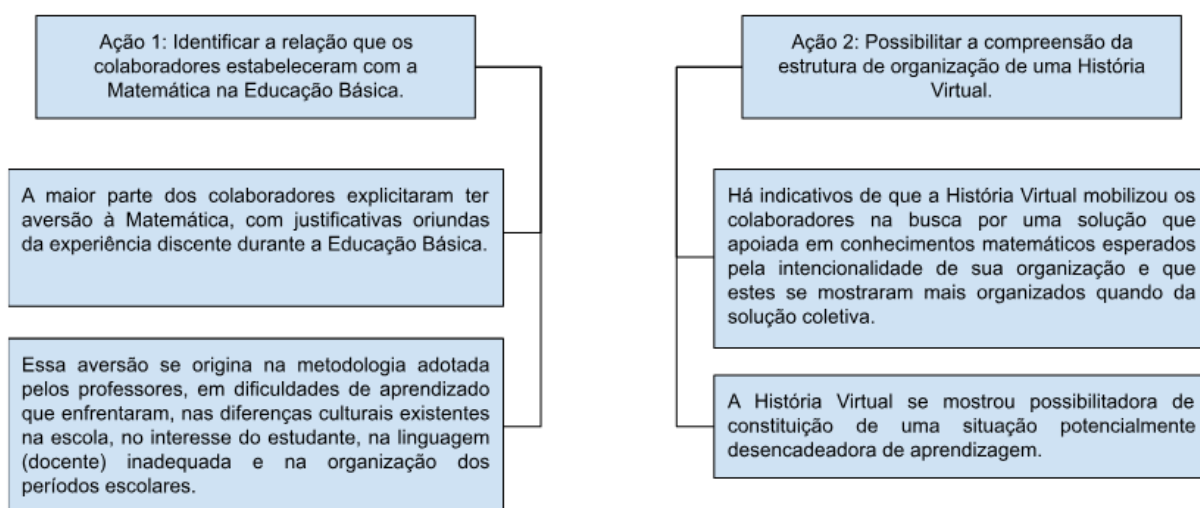 Ação 1: Identificar a relação que os
colaboradores estabeleceram com a
Matemática na Educação Básica.
A maior parte dos colaboradores explicitaram ter
aversão à Matemática, com justificativas oriundas
da experiência discente durante a Educação Básica.
Essa aversão se origina na metodologia adotada
pelos professores, em dificuldades de aprendizado
que enfrentaram, nas diferenças culturais existentes
na escola, no interesse do estudante, na linguagem
(docente) inadequada e na organização dos
períodos escolares.
Ação 2: Possibilitar a compreensão da
estrutura de organização de uma História
Virtual.
Há indicativos de que a História Virtual mobilizou os
colaboradores na busca por uma solução que
apoiada em conhecimentos matemáticos esperados
pela intencionalidade de sua organização e que
estes se mostraram mais organizados quando da
solução coletiva.
A História Virtual se mostrou possibilitadora de
constituição de uma situação potencialmente
desencadeadora de aprendizagem.